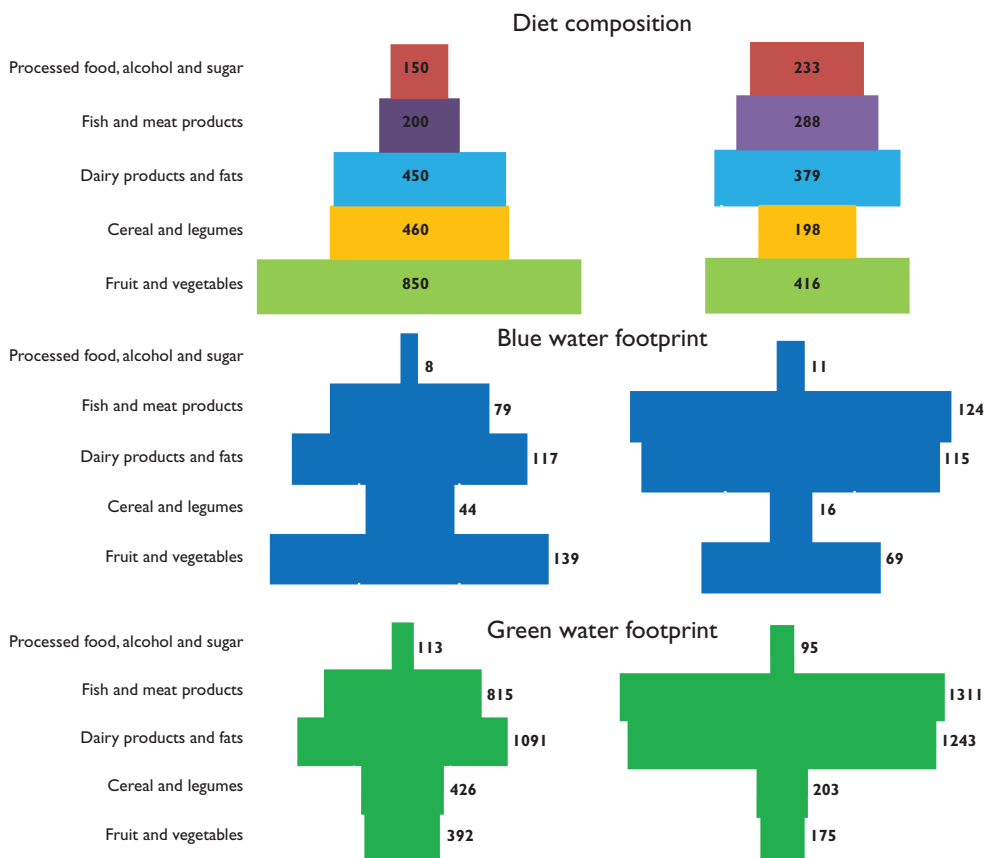 Diet composition
Processed food, alcohol and sugar 150 233
Fish and meat products 200 288
Dairy products and fats 450 379
Cereal and legumes 460 198
Fruit and vegetables 850 416
Blue water footprint
Processed food, alcohol and sugar 8 11
Fish and meat products 79 124
Dairy products and fats 117 115
Cereal and legumes 44 16
Fruit and vegetables 139 69
Green water footprint
Processed food, alcohol and sugar 113 95
Fish and meat products 815 1311
Dairy products and fats 1091 1243
Cereal and legumes 426 203
Fruit and vegetables 392 175